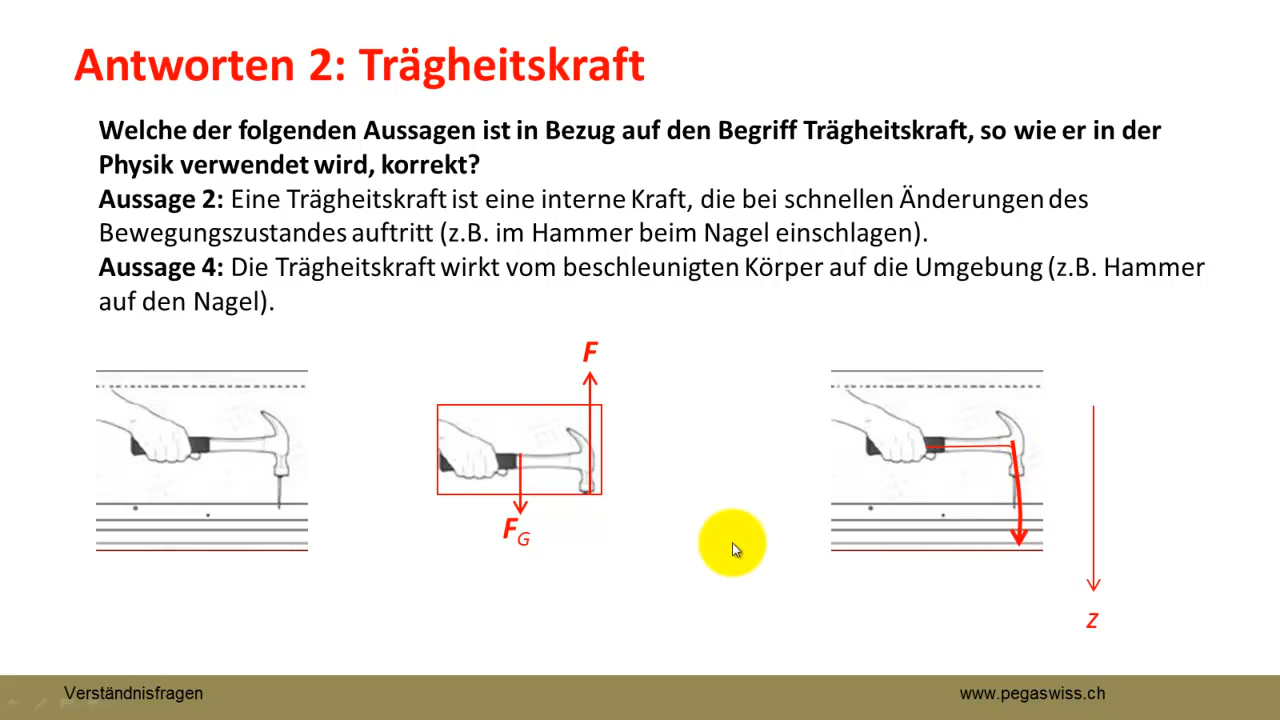 Antworten 2: Trägheitskraft
Welche der folgenden Aussagen ist in Bezug auf den Begriff Trägheitskraft, so wie er in der
Physik verwendet wird, korrekt?
Aussage 2: Eine Trägheitskraft ist eine interne Kraft, die bei schnellen Änderungen des
Bewegungszustandes auftritt (z.B. im Hammer beim Nagel einschlagen).
Aussage 4: Die Trägheitskraft wirkt vom beschleunigten Körper auf die Umgebung (z.B. Hammer
auf den Nagel).
F
F_G
z
Verständnisfragen
www.pegaswiss.ch